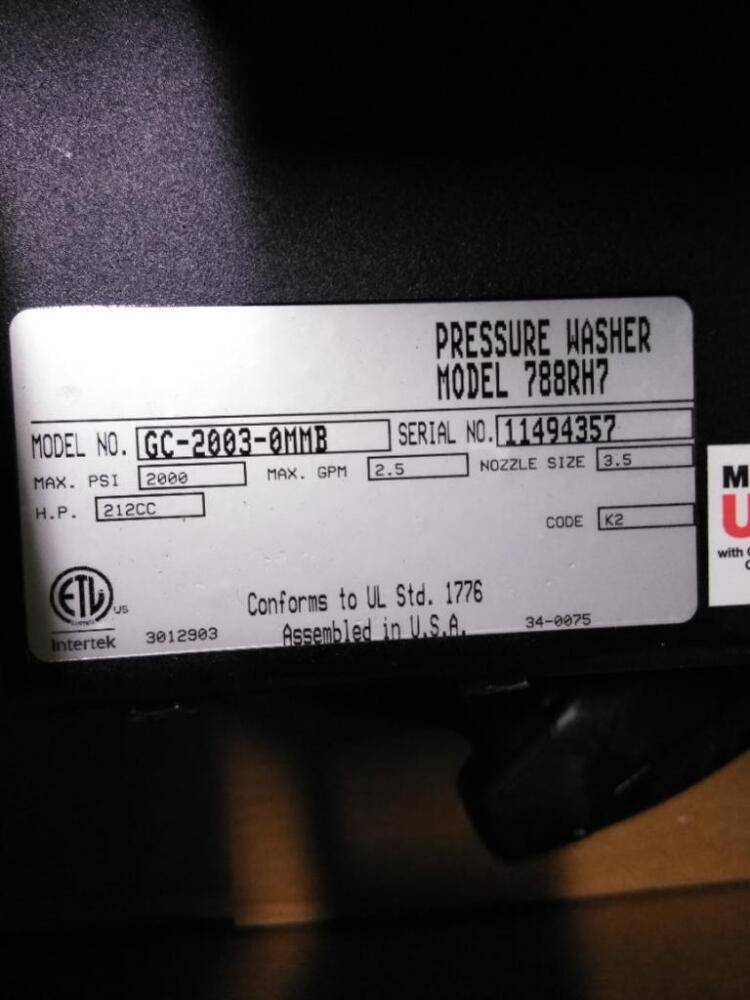 PRESSURE WASHER
MODEL 788RH7
MODEL NO. GC-2003-0MMB SERIAL NO. 11494357
MAX. PSI 2000 MAX. GPM 2.5 NOZZLE SIZE 3.5
H.P. 212CC CODE K2
ETL US
Intertek 3012903
Conforms to UL Std. 1776
Assembled in U.S.A. 34-0075
M
U
with